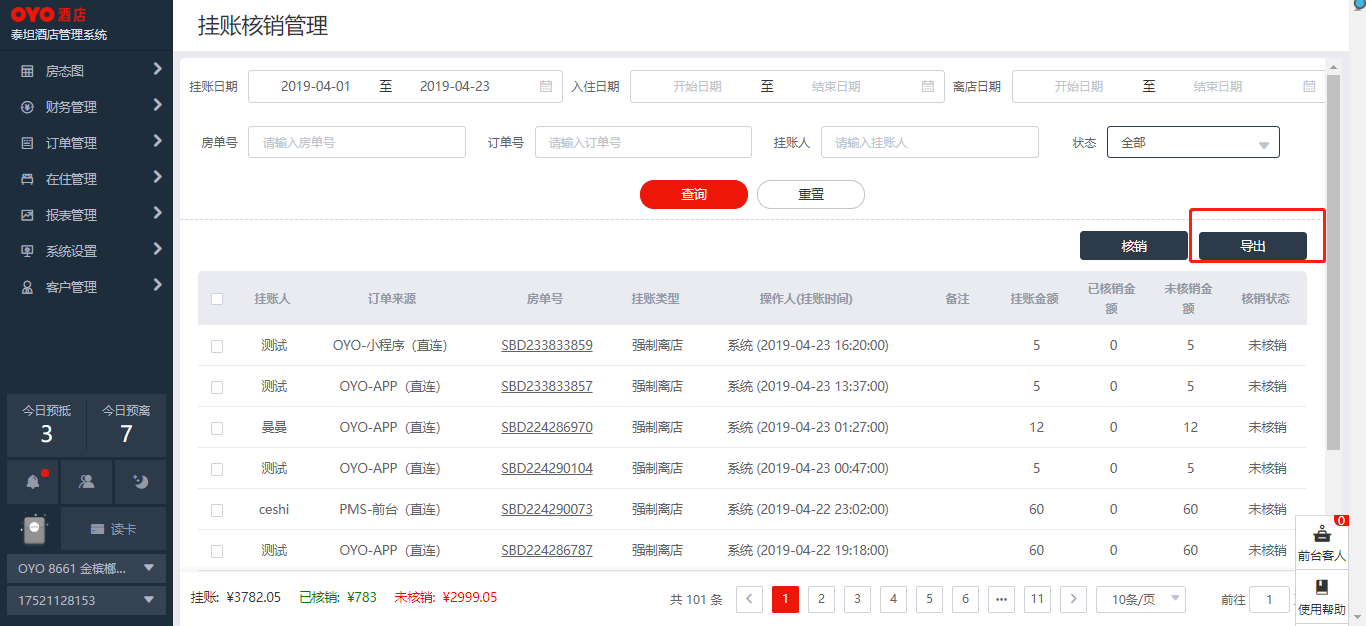 OYO 酒店
泰坦酒店管理系统
房态图
财务管理
订单管理
在住管理
报表管理
系统设置
客户管理
今日预抵 今日预离
3 7
读卡
OYO 8661 金槟榔...
17521128153
挂账核销管理
挂账日期 2019-04-01 至 2019-04-23 入住日期 开始日期 至 结束日期 离店日期 开始日期 至 结束日期
房单号 请输入房单号 订单号 请输入订单号 挂账人 请输入挂账人 状态 全部
查询 重置
核销 导出
挂账人 订单来源 房单号 挂账类型 操作人(挂账时间) 备注 挂账金额 已核销金额 未核销金额 核销状态
测试 OYO-小程序（直连） SBD233833859 强制离店 系统 (2019-04-23 16:20:00) 5 0 5 未核销
测试 OYO-APP（直连） SBD233833857 强制离店 系统 (2019-04-23 13:37:00) 5 0 5 未核销
曼曼 OYO-APP（直连） SBD224286970 强制离店 系统 (2019-04-23 01:27:00) 12 0 12 未核销
测试 OYO-APP（直连） SBD224290104 强制离店 系统 (2019-04-23 00:47:00) 5 0 5 未核销
ceshi PMS-前台（直连） SBD224290073 强制离店 系统 (2019-04-22 23:02:00) 60 0 60 未核销
测试 OYO-APP（直连） SBD224286787 强制离店 系统 (2019-04-22 19:18:00) 60 0 60 未核销
挂账: ¥3782.05 已核销: ¥783 未核销: ¥2999.05 共 101 条 1 2 3 4 5 6 ••• 11 10条/页 前往 1
0
前台客人
使用帮助